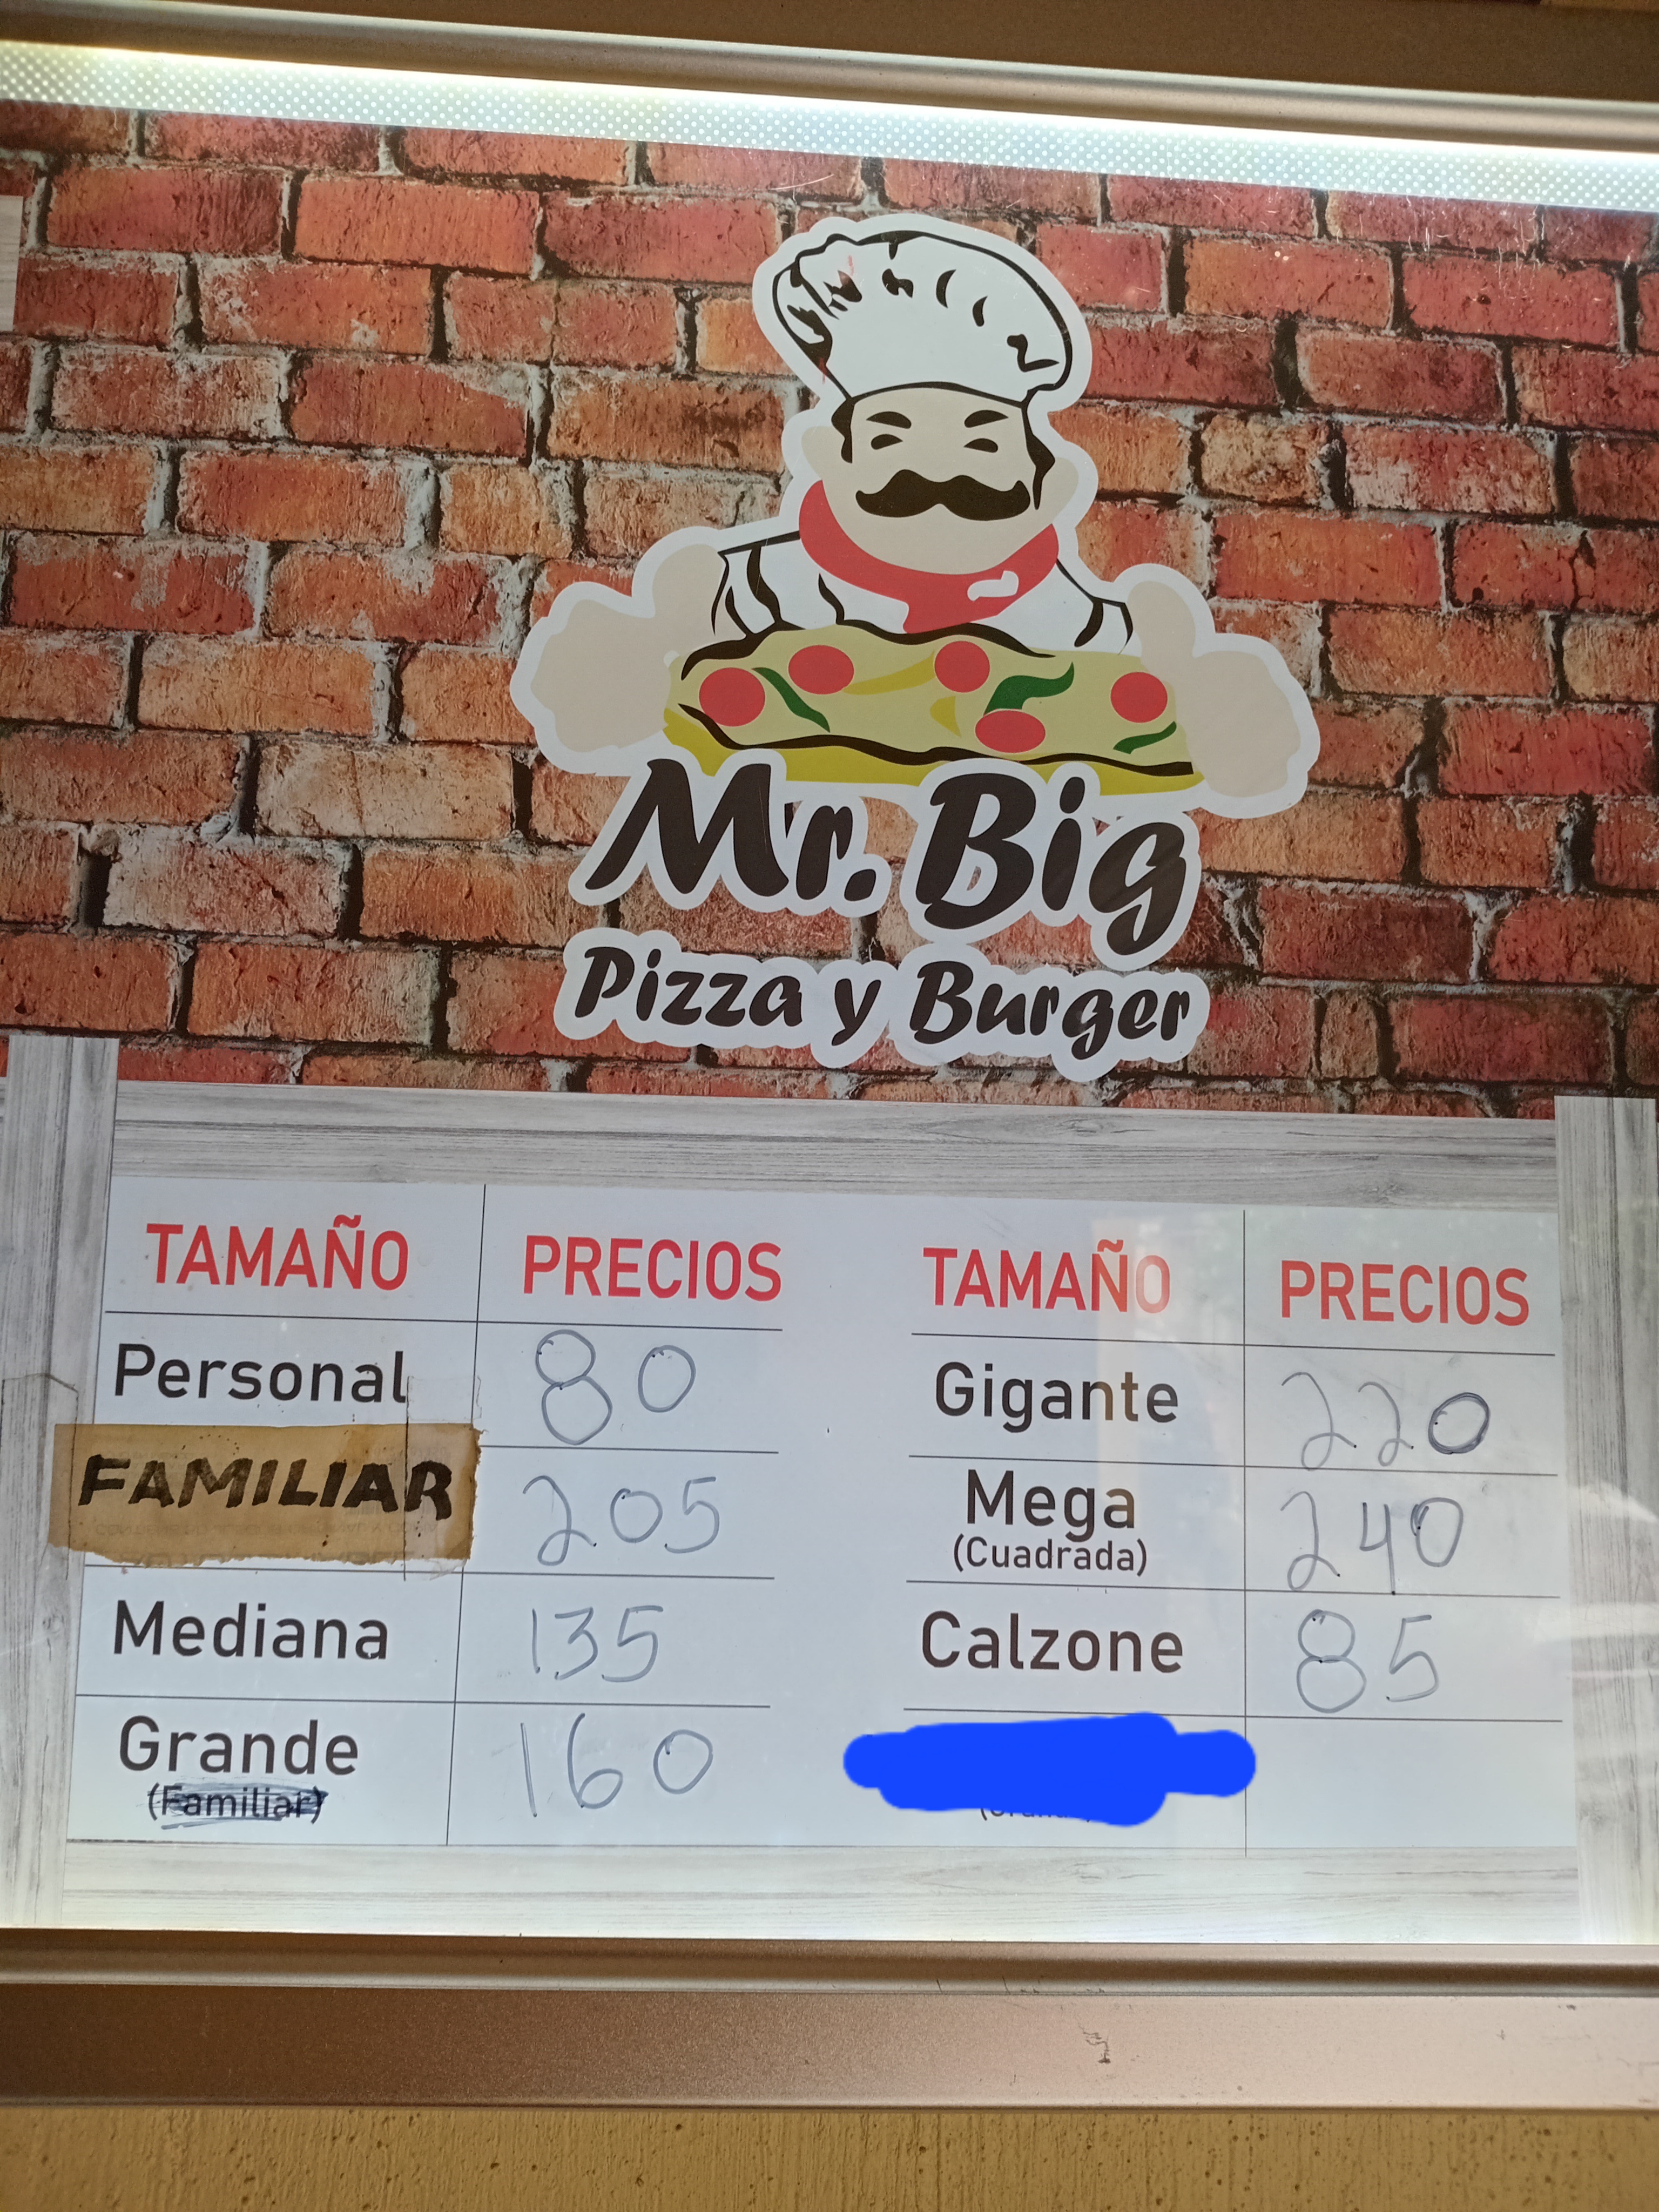 Mr. Big
Pizza y Burger
TAMAÑO PRECIOS
Personal 80
FAMILIAR 205
Mediana 135
Grande 160
(Familiar)
TAMAÑO PRECIOS
Gigante 220
Mega 240
(Cuadrada)
Calzone 85